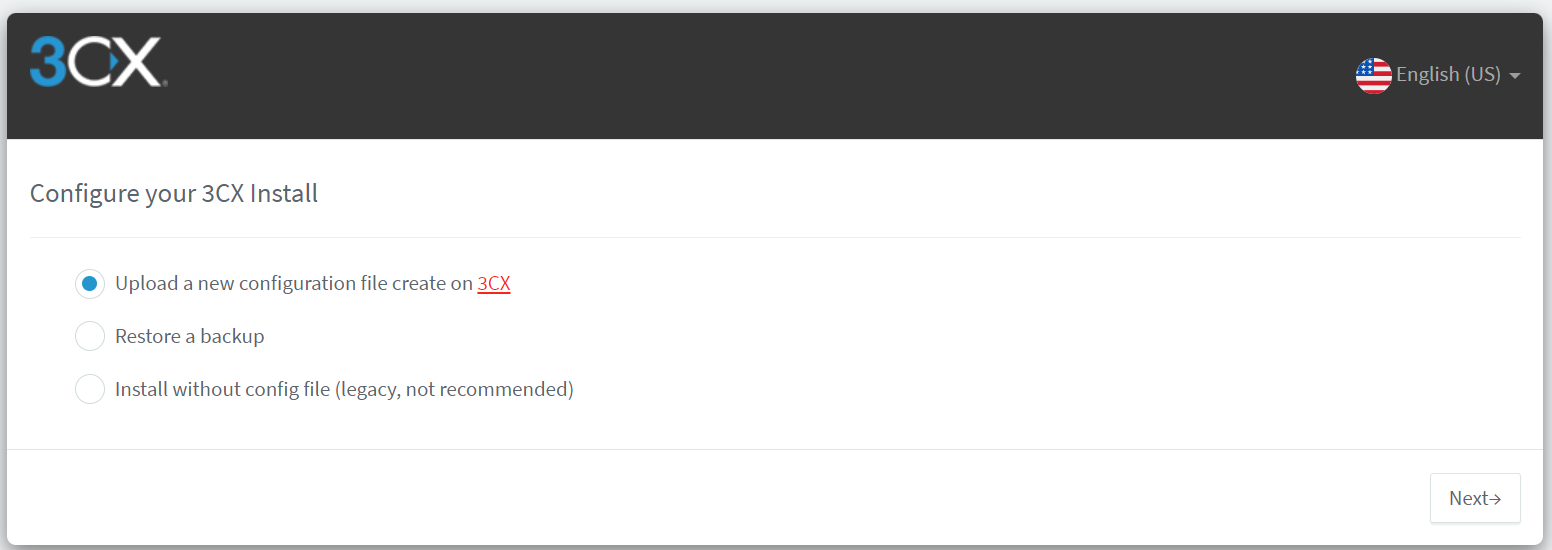 3CX
English (US)
Configure your 3CX Install
Upload a new configuration file create on 3CX
Restore a backup
Install without config file (legacy, not recommended)
Next→